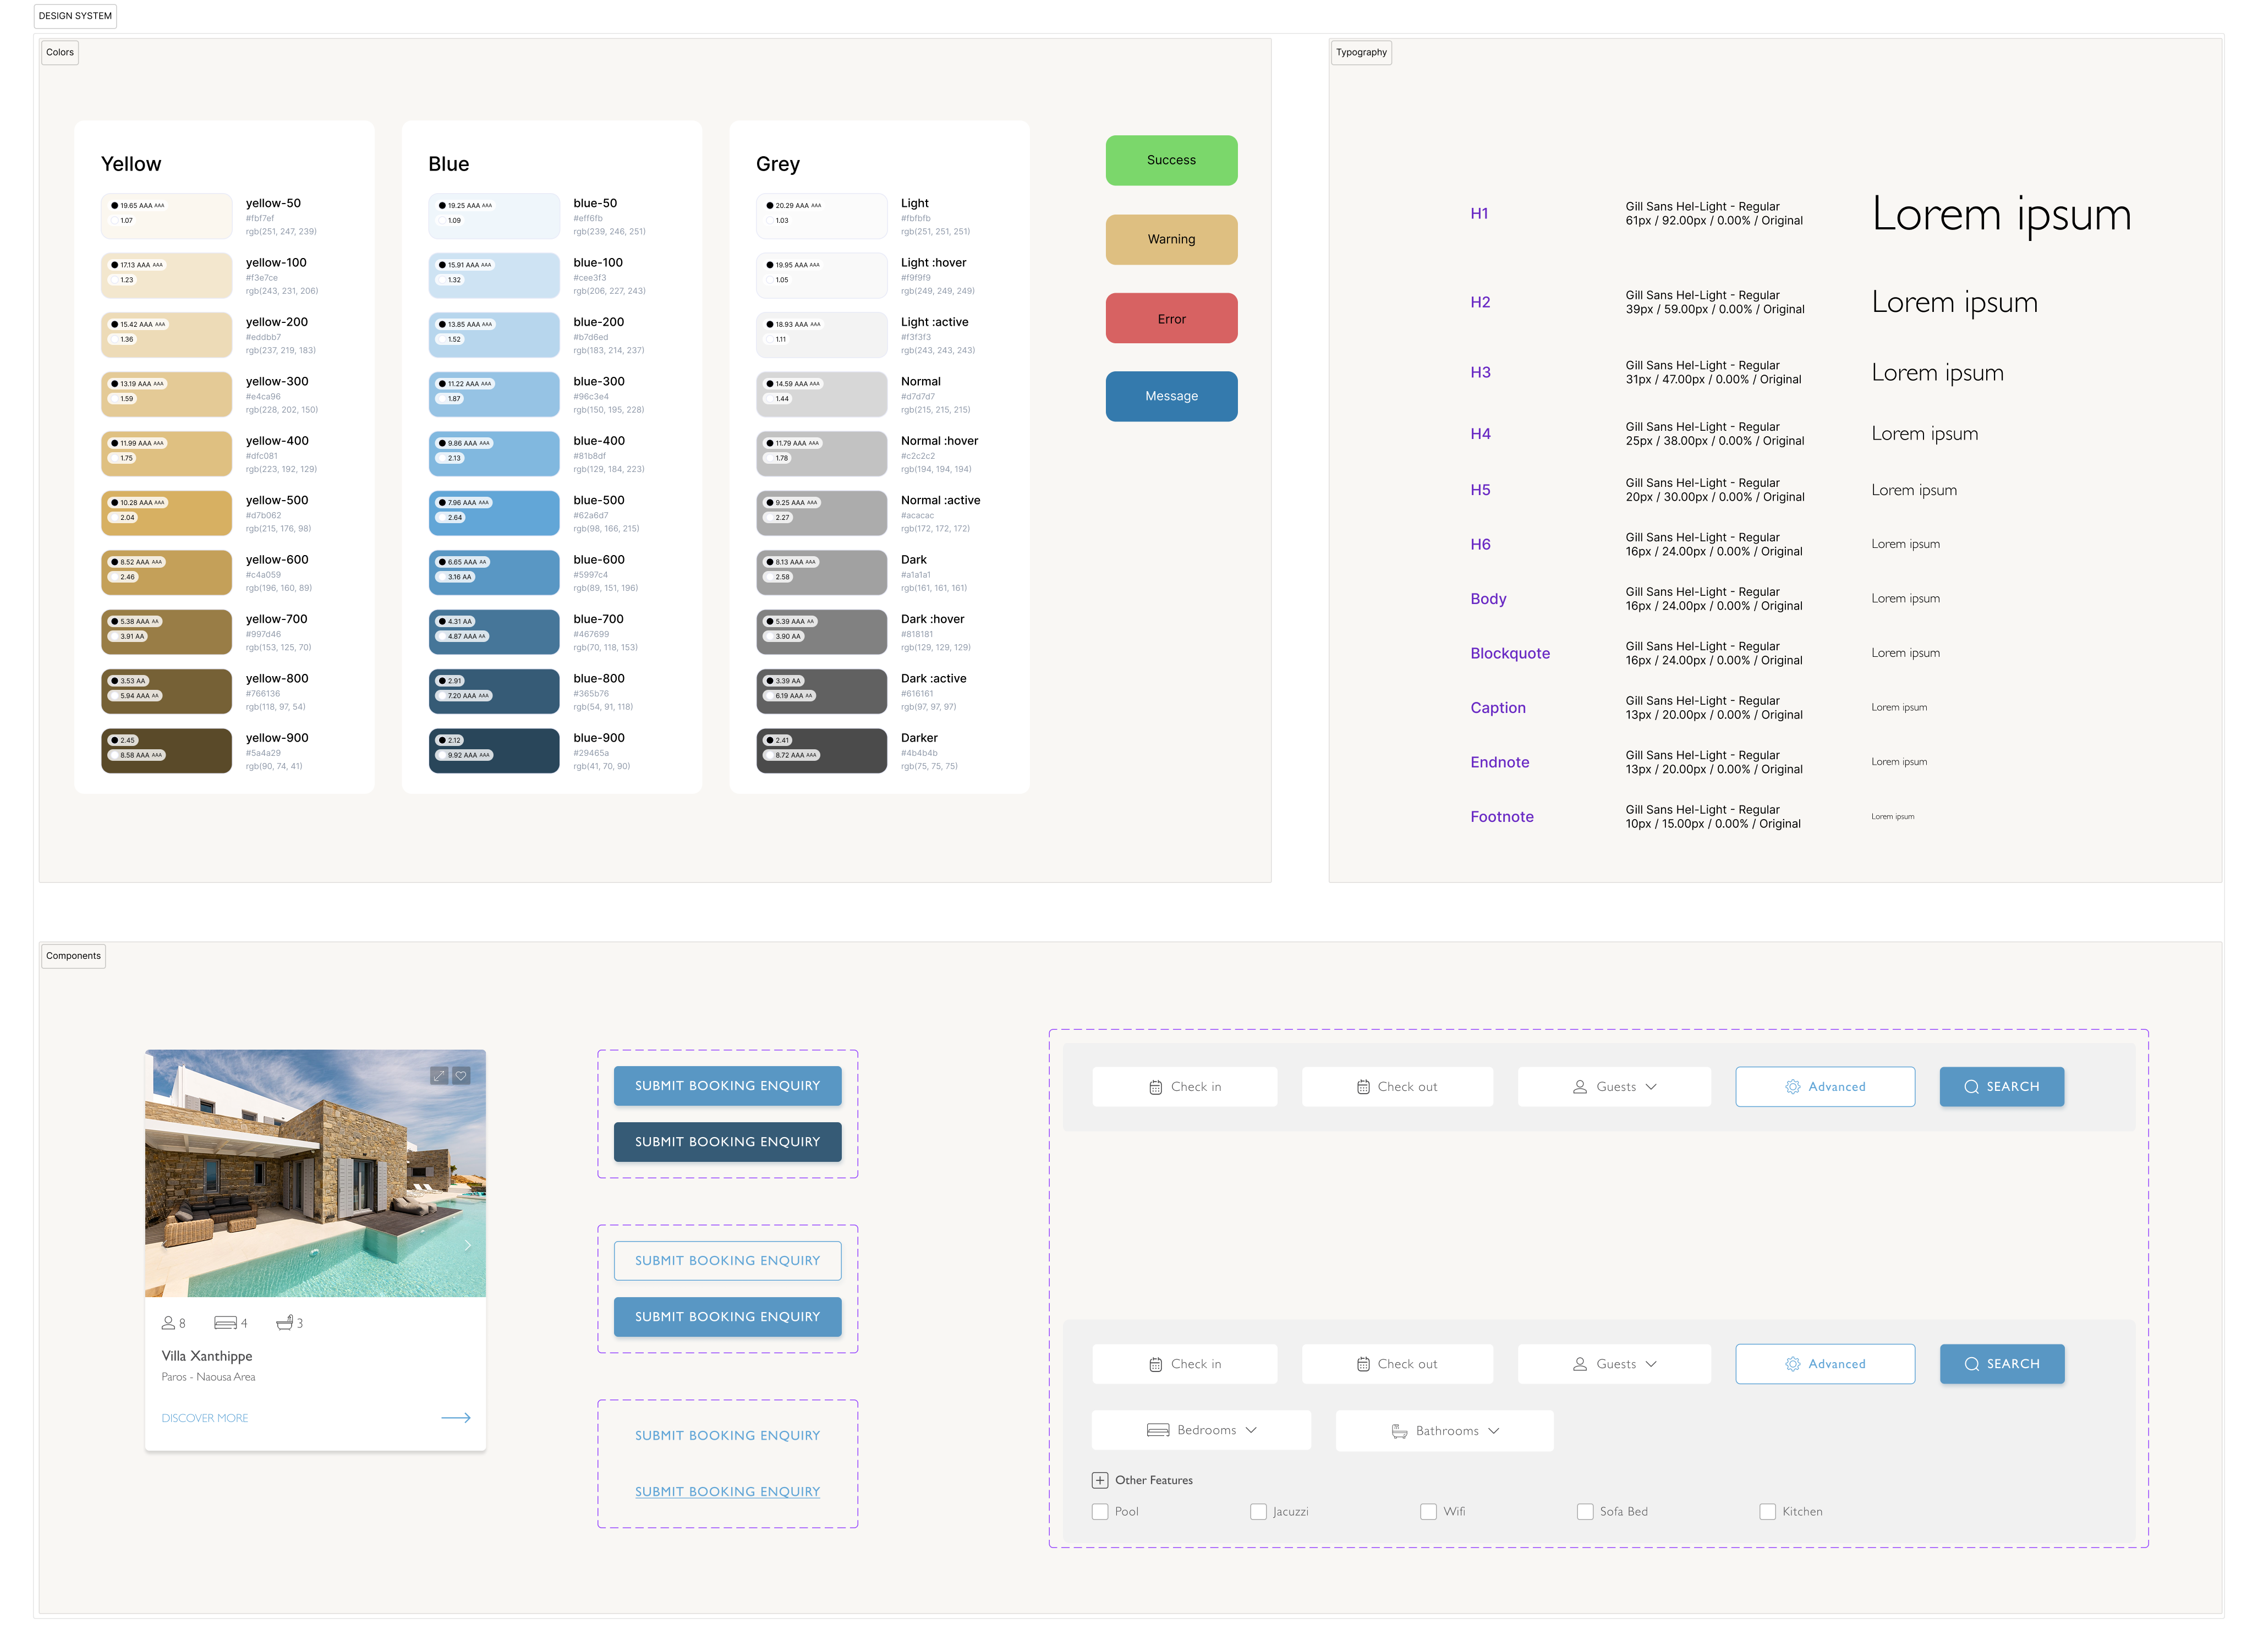 DESIGN SYSTEM
Colors
Yellow
19.65 AAA AAA
1.07
yellow-50
#fbf7ef
rgb(251, 247, 239)
17.13 AAA AAA
1.23
yellow-100
#f3e7ce
rgb(243, 231, 206)
15.42 AAA AAA
1.36
yellow-200
#eddbb7
rgb(237, 219, 183)
13.19 AAA AAA
1.59
yellow-300
#e4ca96
rgb(228, 202, 150)
11.99 AAA AAA
1.75
yellow-400
#dfc081
rgb(223, 192, 129)
10.28 AAA AAA
2.04
yellow-500
#d7b062
rgb(215, 176, 98)
8.52 AAA AAA
2.46
yellow-600
#c4a059
rgb(196, 160, 89)
5.38 AAA AA
3.91 AA
yellow-700
#997d46
rgb(153, 125, 70)
3.53 AA
5.94 AAA AA
yellow-800
#766136
rgb(118, 97, 54)
2.45
8.58 AAA AAA
yellow-900
#5a4a29
rgb(90, 74, 41)
Blue
19.25 AAA AAA
1.09
blue-50
#eff6fb
rgb(239, 246, 251)
15.91 AAA AAA
1.32
blue-100
#cee3f3
rgb(206, 227, 243)
13.85 AAA AAA
1.52
blue-200
#b7d6ed
rgb(183, 214, 237)
11.22 AAA AAA
1.87
blue-300
#96c3e4
rgb(150, 195, 228)
9.86 AAA AAA
2.13
blue-400
#81b8df
rgb(129, 184, 223)
7.96 AAA AAA
2.64
blue-500
#62a6d7
rgb(98, 166, 215)
6.65 AAA AA
3.16 AA
blue-600
#5997c4
rgb(89, 151, 196)
4.31 AA
4.87 AAA AA
blue-700
#467699
rgb(70, 118, 153)
2.91
7.20 AAA AAA
blue-800
#365b76
rgb(54, 91, 118)
2.12
9.92 AAA AAA
blue-900
#29465a
rgb(41, 70, 90)
Grey
20.29 AAA AAA
1.03
Light
#fbfbfb
rgb(251, 251, 251)
19.95 AAA AAA
1.05
Light :hover
#f9f9f9
rgb(249, 249, 249)
18.93 AAA AAA
1.11
Light :active
#f3f3f3
rgb(243, 243, 243)
14.59 AAA AAA
1.44
Normal
#d7d7d7
rgb(215, 215, 215)
11.79 AAA AAA
1.78
Normal :hover
#c2c2c2
rgb(194, 194, 194)
9.25 AAA AAA
2.27
Normal :active
#acacac
rgb(172, 172, 172)
8.13 AAA AAA
2.58
Dark
#a1a1a1
rgb(161, 161, 161)
5.39 AAA AA
3.90 AA
Dark :hover
#818181
rgb(129, 129, 129)
3.39 AA
6.19 AAA AA
Dark :active
#616161
rgb(97, 97, 97)
2.41
8.72 AAA AAA
Darker
#4b4b4b
rgb(75, 75, 75)
Success
Warning
Error
Message
Typography
H1
Gill Sans Hel-Light - Regular
61px / 92.00px / 0.00% / Original
Lorem ipsum
H2
Gill Sans Hel-Light - Regular
39px / 59.00px / 0.00% / Original
Lorem ipsum
H3
Gill Sans Hel-Light - Regular
31px / 47.00px / 0.00% / Original
Lorem ipsum
H4
Gill Sans Hel-Light - Regular
25px / 38.00px / 0.00% / Original
Lorem ipsum
H5
Gill Sans Hel-Light - Regular
20px / 30.00px / 0.00% / Original
Lorem ipsum
H6
Gill Sans Hel-Light - Regular
16px / 24.00px / 0.00% / Original
Lorem ipsum
Body
Gill Sans Hel-Light - Regular
16px / 24.00px / 0.00% / Original
Lorem ipsum
Blockquote
Gill Sans Hel-Light - Regular
16px / 24.00px / 0.00% / Original
Lorem ipsum
Caption
Gill Sans Hel-Light - Regular
13px / 20.00px / 0.00% / Original
Lorem ipsum
Endnote
Gill Sans Hel-Light - Regular
13px / 20.00px / 0.00% / Original
Lorem ipsum
Footnote
Gill Sans Hel-Light - Regular
10px / 15.00px / 0.00% / Original
Lorem ipsum
Components
8 4 3
Villa Xanthippe
Paros - Naousa Area
DISCOVER MORE
SUBMIT BOOKING ENQUIRY
SUBMIT BOOKING ENQUIRY
SUBMIT BOOKING ENQUIRY
SUBMIT BOOKING ENQUIRY
SUBMIT BOOKING ENQUIRY
SUBMIT BOOKING ENQUIRY
Check in Check out Guests Advanced SEARCH
Check in Check out Guests Advanced SEARCH
Bedrooms Bathrooms
Other Features
Pool Jacuzzi Wifi Sofa Bed Kitchen